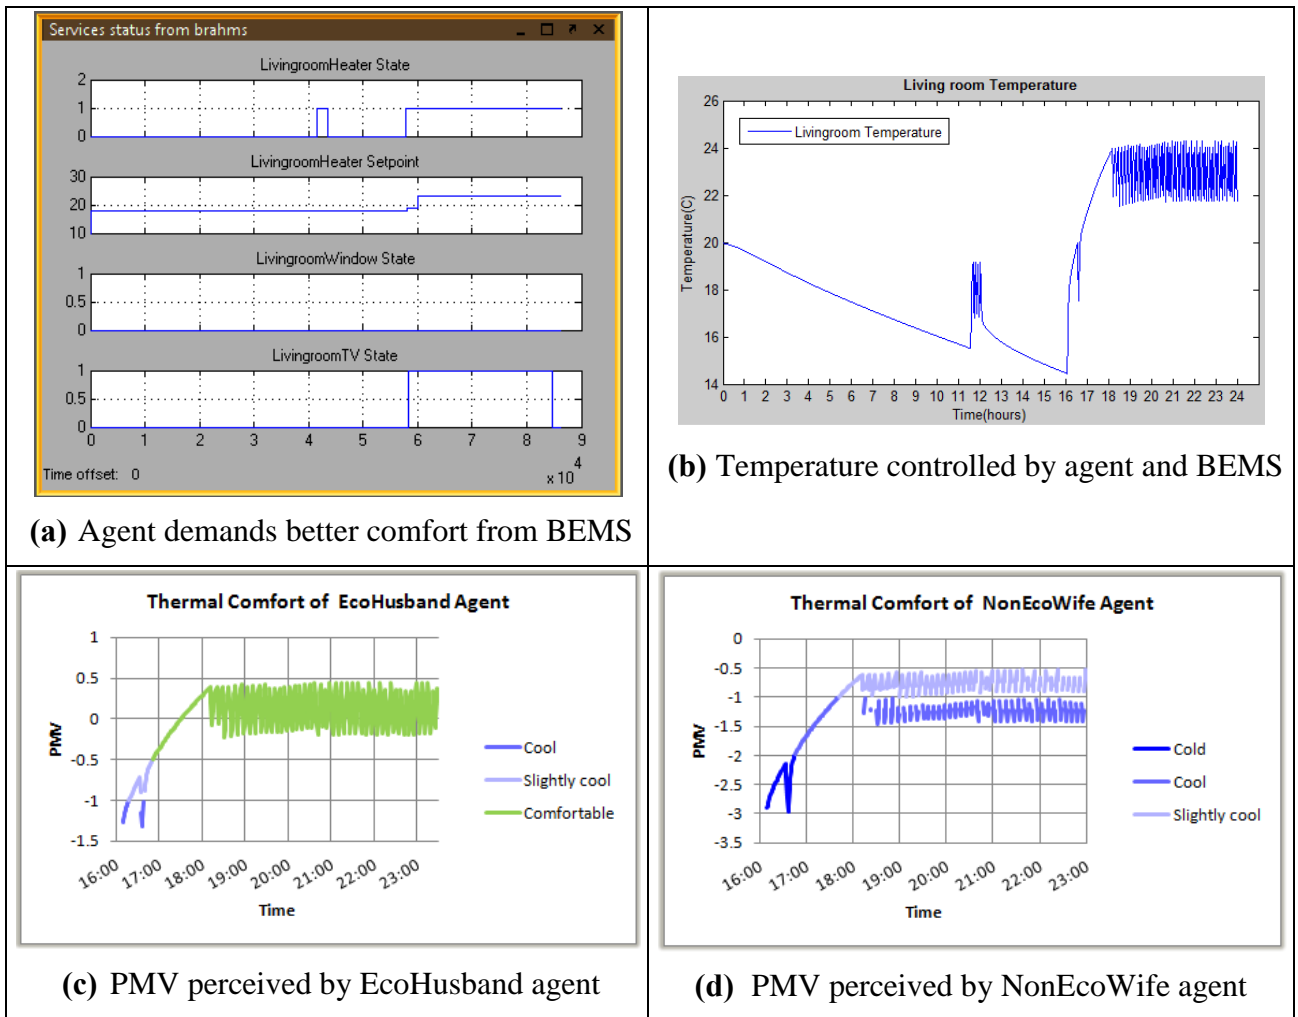 Services status from brahms
LivingroomHeater State
2
1
0
LivingroomHeater Setpoint
30
20
10
LivingroomWindow State
1
0.5
0
LivingroomTV State
1
0.5
0
0 1 2 3 4 5 6 7 8 9
Time offset: 0
x 10^4
(a) Agent demands better comfort from BEMS
Living room Temperature
Livingroom Temperature
26
24
22
20
18
16
14
Temperature(C)
0 1 2 3 4 5 6 7 8 9 10 11 12 13 14 15 16 17 18 19 20 21 22 23 24
Time(hours)
(b) Temperature controlled by agent and BEMS
Thermal Comfort of EcoHusband Agent
1
0.5
0
-0.5
-1
-1.5
PMV
16:00 17:00 18:00 19:00 20:00 21:00 22:00 23:00
Time
Cool
Slightly cool
Comfortable
(c) PMV perceived by EcoHusband agent
Thermal Comfort of NonEcoWife Agent
0
-0.5
-1
-1.5
-2
-2.5
-3
-3.5
PMV
16:00 17:00 18:00 19:00 20:00 21:00 22:00 23:00
Time
Cold
Cool
Slightly cool
(d) PMV perceived by NonEcoWife agent